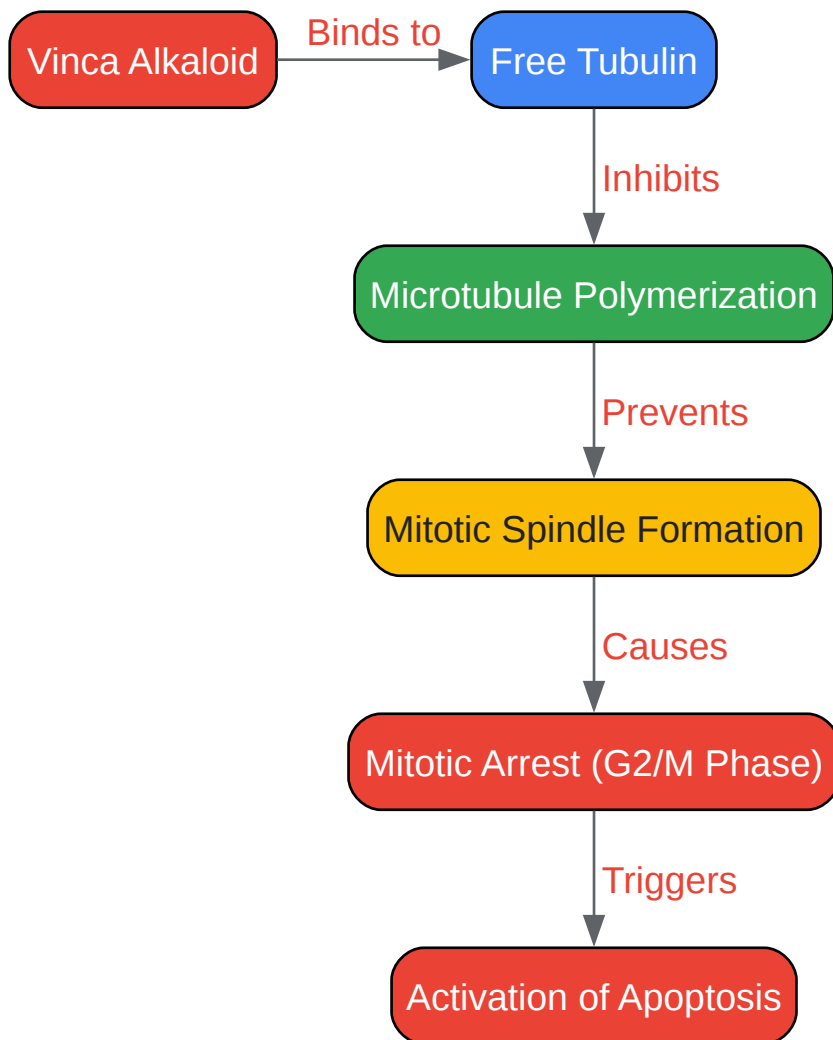 Vinca Alkaloid
Binds to
Free Tubulin
Inhibits
Microtubule Polymerization
Prevents
Mitotic Spindle Formation
Causes
Mitotic Arrest (G2/M Phase)
Triggers
Activation of Apoptosis